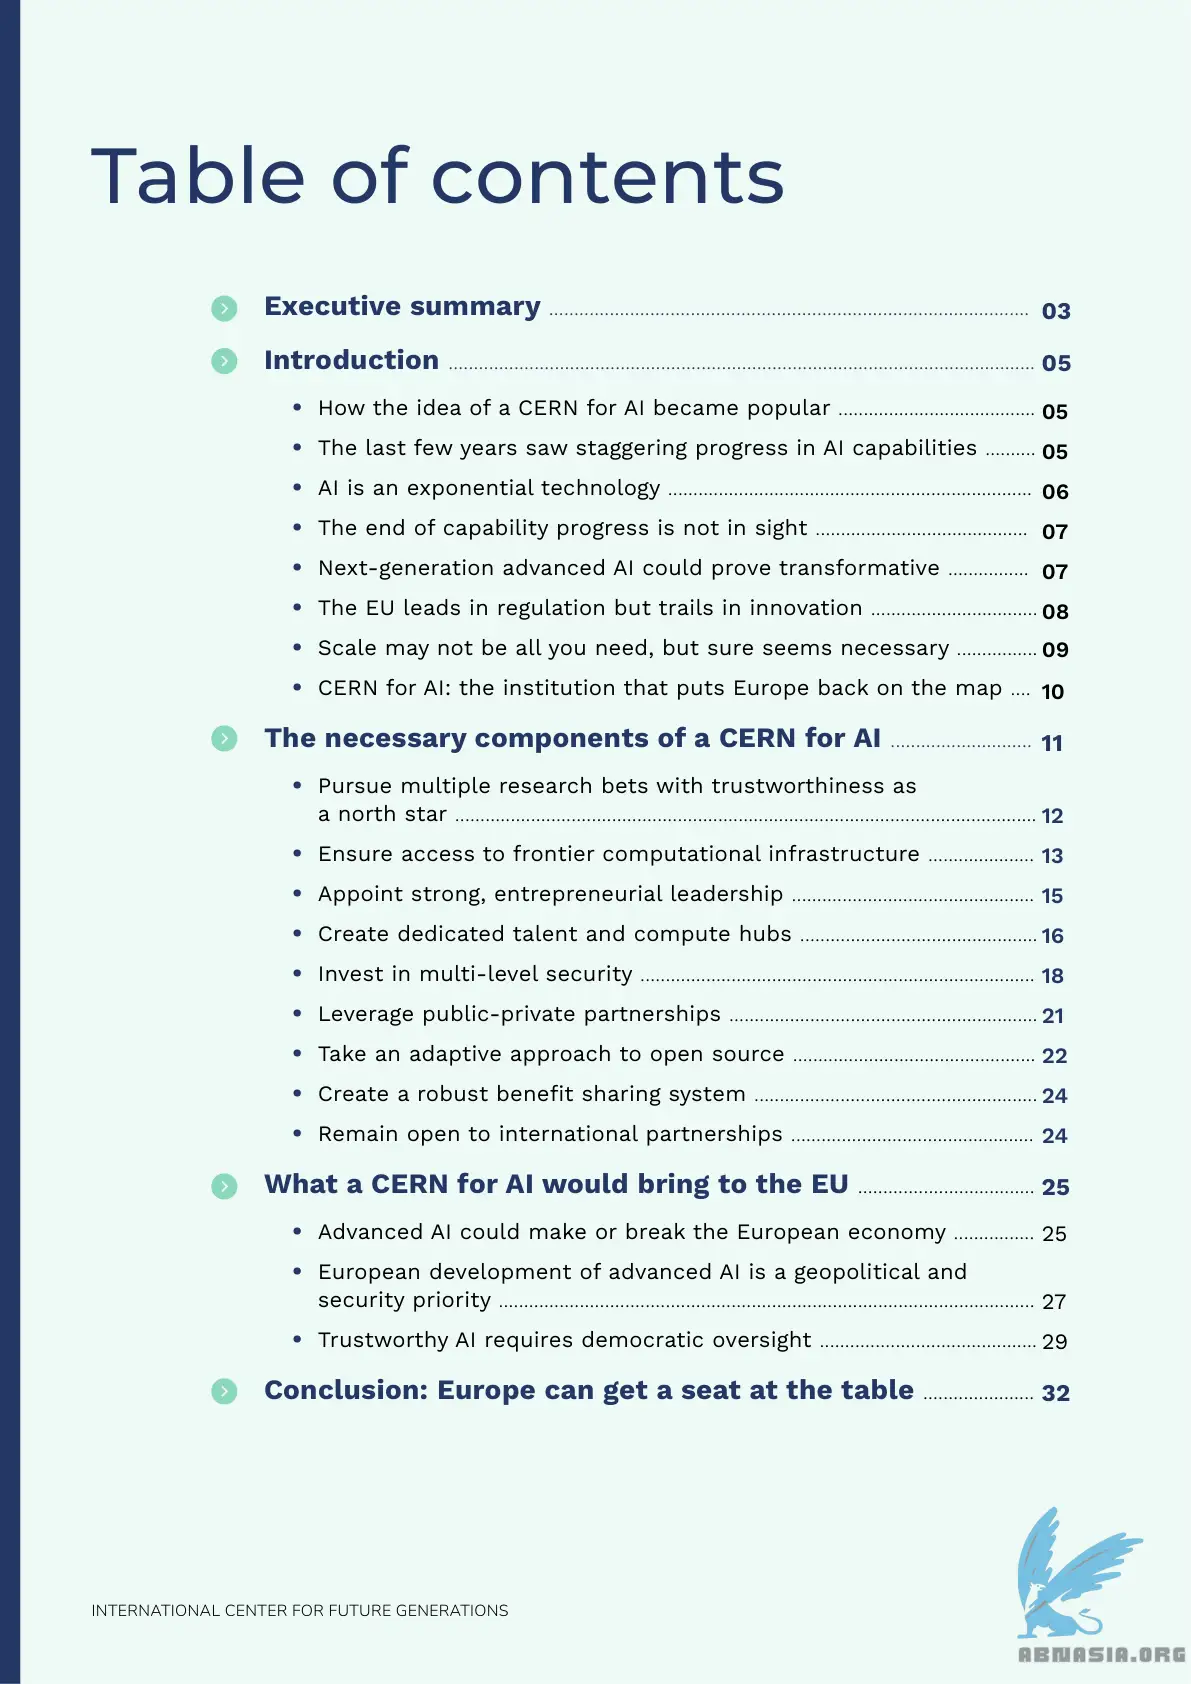 Table of contents
Executive summary ........ 03
Introduction ........ 05
• How the idea of a CERN for AI became popular ........ 05
• The last few years saw staggering progress in AI capabilities ........ 05
• AI is an exponential technology ........ 06
• The end of capability progress is not in sight ........ 07
• Next-generation advanced AI could prove transformative ........ 07
• The EU leads in regulation but trails in innovation ........ 08
• Scale may not be all you need, but sure seems necessary ........ 09
• CERN for AI: the institution that puts Europe back on the map .... 10
The necessary components of a CERN for AI ........ 11
• Pursue multiple research bets with trustworthiness as
a north star ........ 12
• Ensure access to frontier computational infrastructure ........ 13
• Appoint strong, entrepreneurial leadership ........ 15
• Create dedicated talent and compute hubs ........ 16
• Invest in multi-level security ........ 18
• Leverage public-private partnerships ........ 21
• Take an adaptive approach to open source ........ 22
• Create a robust benefit sharing system ........ 24
• Remain open to international partnerships ........ 24
What a CERN for AI would bring to the EU ........ 25
• Advanced AI could make or break the European economy ........ 25
• European development of advanced AI is a geopolitical and
security priority ........ 27
• Trustworthy AI requires democratic oversight ........ 29
Conclusion: Europe can get a seat at the table ........ 32
INTERNATIONAL CENTER FOR FUTURE GENERATIONS
ABNASIA.ORG